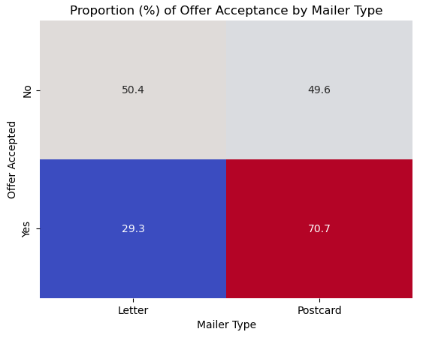 Proportion (%) of Offer Acceptance by Mailer Type
No
50.4 49.6
Offer Accepted
Yes
29.3 70.7
Letter Postcard
Mailer Type